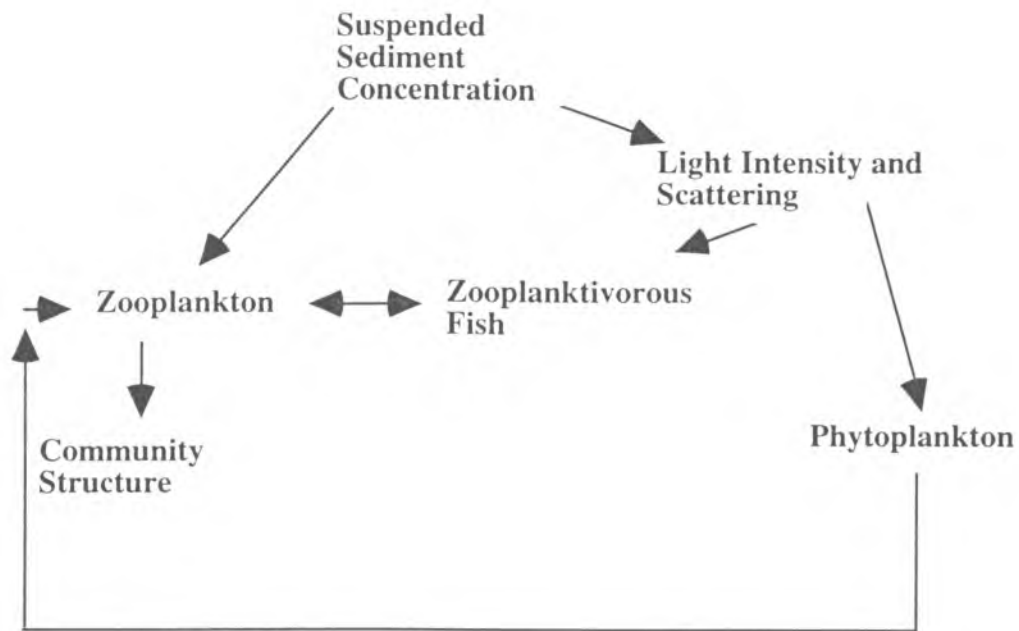 Suspended
Sediment
Concentration
Light Intensity and
Scattering
Zooplankton
Zooplanktivorous
Fish
Community
Structure
Phytoplankton